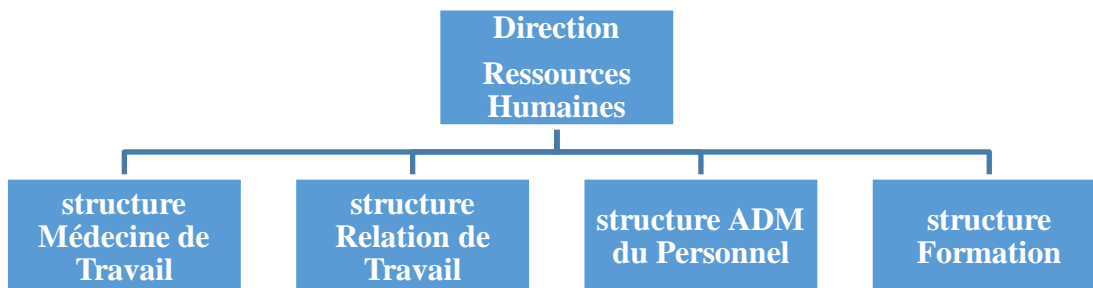 Direction
Ressources
Humaines
structure
Médecine de
Travail
structure
Relation de
Travail
structure ADM
du Personnel
structure
Formation